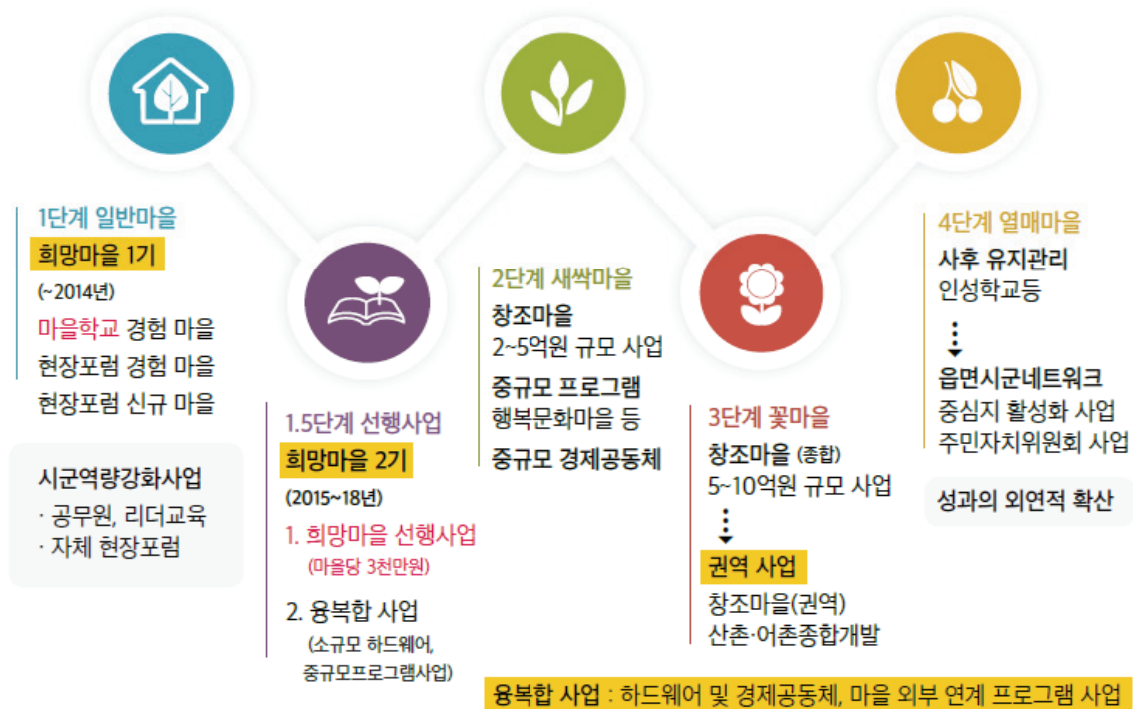 1단계 일반마을
희망마을 1기
(~2014년)
마을학교 경험 마을
현장포럼 경험 마을
현장포럼 신규 마을
시군역량강화사업
· 공무원, 리더교육
· 자체 현장포럼
1.5단계 선행사업
희망마을 2기
(2015~18년)
1. 희망마을 선행사업
(마을당 3천만원)
2. 융복합 사업
(소규모 하드웨어,
중규모프로그램사업)
2단계 새싹마을
창조마을
2~5억원 규모 사업
중규모 프로그램
행복문화마을 등
중규모 경제공동체
3단계 꽃마을
창조마을 (종합)
5~10억원 규모 사업
권역 사업
창조마을(권역)
산촌·어촌종합개발
4단계 열매마을
사후 유지관리
인성학교등
읍면시군네트워크
중심지 활성화 사업
주민자치위원회 사업
성과의 외연적 확산
융복합 사업 : 하드웨어 및 경제공동체, 마을 외부 연계 프로그램 사업